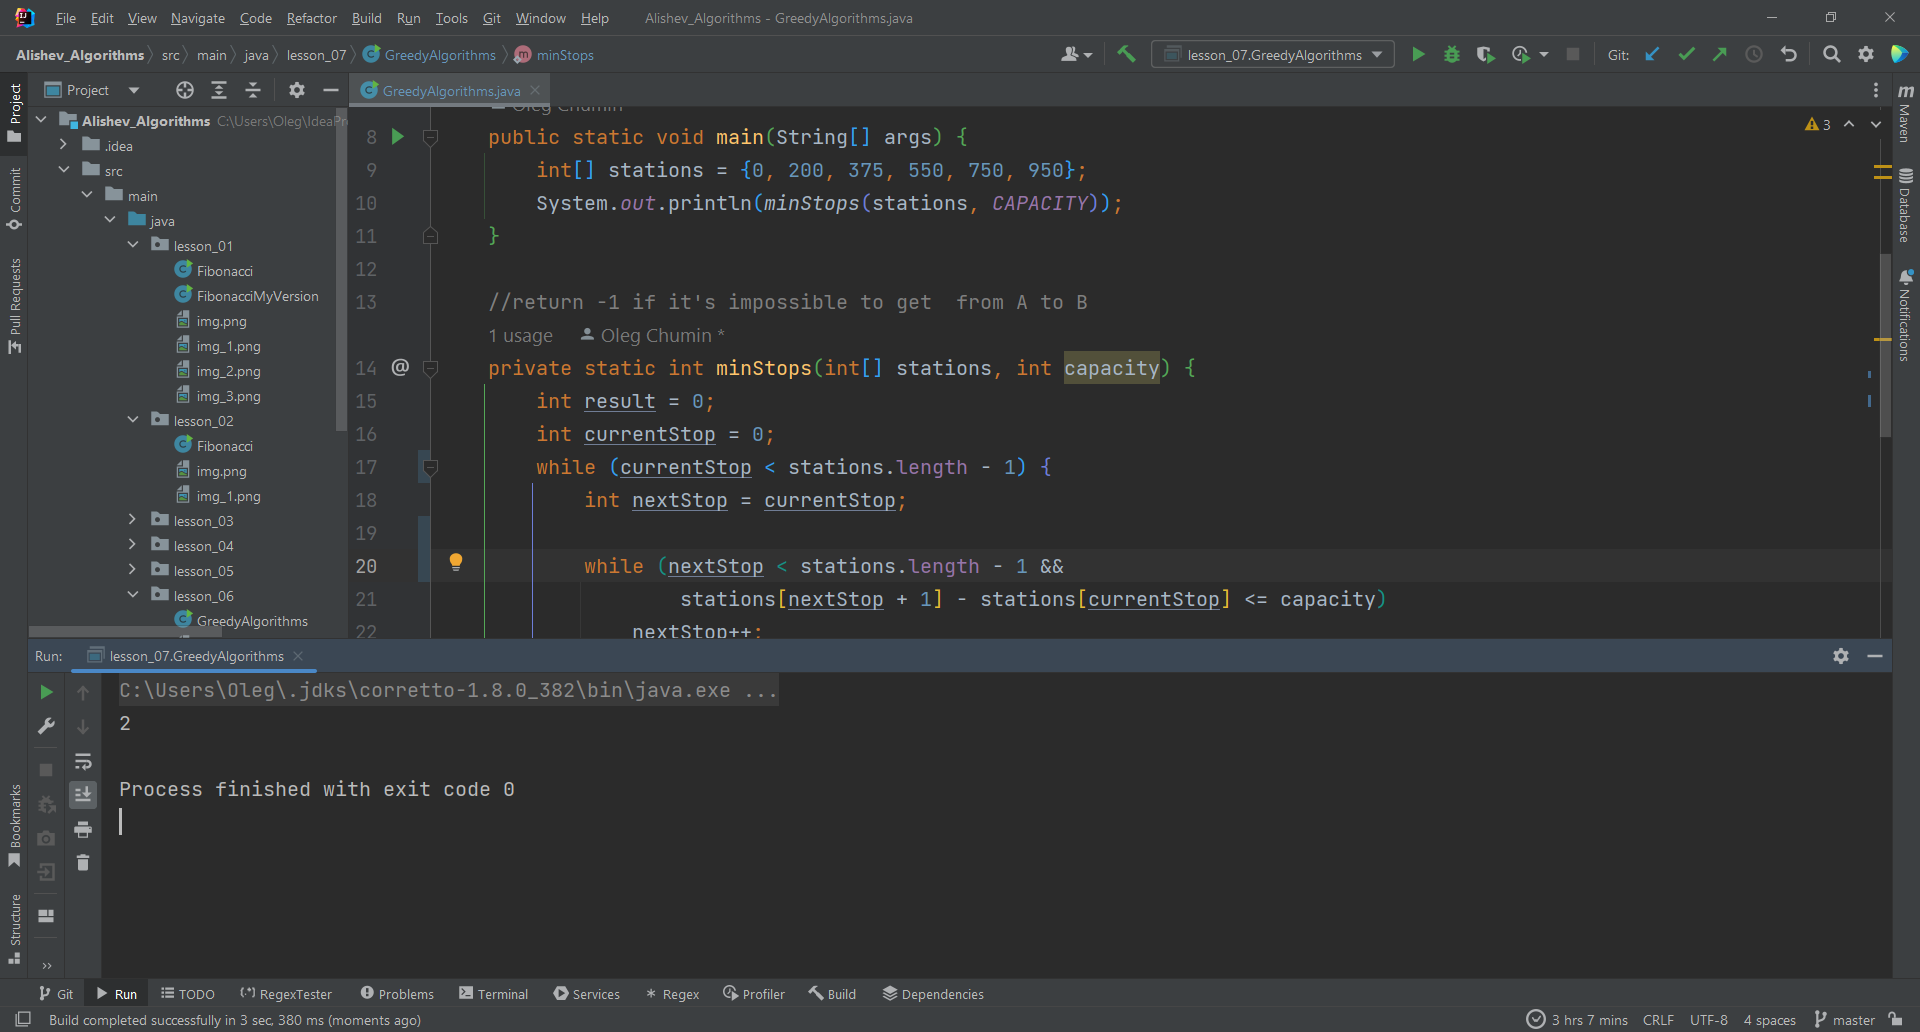 File Edit View Navigate Code Refactor Build Run Tools Git Window Help Alishev_Algorithms - GreedyAlgorithms.java
Alishev_Algorithms src main java lesson_07 GreedyAlgorithms m minStops lesson_07.GreedyAlgorithms Git:
Project
GreedyAlgorithms.java
Alishev_Algorithms C:\Users\Oleg\IdeaPr
.idea
src
main
java
lesson_01
Fibonacci
FibonacciMyVersion
img.png
img_1.png
img_2.png
img_3.png
lesson_02
Fibonacci
img.png
img_1.png
lesson_03
lesson_04
lesson_05
lesson_06
GreedyAlgorithms
Project
Commit
Pull Requests
Bookmarks
Structure
Oleg Chumin
8 public static void main(String[] args) {
9 int[] stations = {0, 200, 375, 550, 750, 950};
10 System.out.println(minStops(stations, CAPACITY));
11 }
12
13 //return -1 if it's impossible to get  from A to B
1 usage Oleg Chumin *
14 @ private static int minStops(int[] stations, int capacity) {
15 int result = 0;
16 int currentStop = 0;
17 while (currentStop < stations.length - 1) {
18 int nextStop = currentStop;
19
20 while (nextStop < stations.length - 1 &&
21 stations[nextStop + 1] - stations[currentStop] <= capacity)
22 nextStop++;
3
m Maven
Database
Notifications
Run: lesson_07.GreedyAlgorithms
C:\Users\Oleg\.jdks\corretto-1.8.0_382\bin\java.exe ...
2
Process finished with exit code 0
Git Run TODO RegexTester Problems Terminal Services Regex Profiler Build Dependencies
Build completed successfully in 3 sec, 380 ms (moments ago) 3 hrs 7 mins CRLF UTF-8 4 spaces master